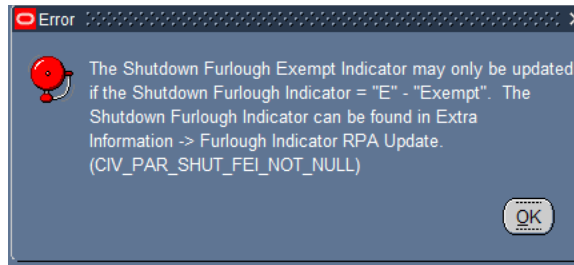 Error
The Shutdown Furlough Exempt Indicator may only be updated
if the Shutdown Furlough Indicator = "E" - "Exempt".  The
Shutdown Furlough Indicator can be found in Extra
Information -> Furlough Indicator RPA Update.
(CIV_PAR_SHUT_FEI_NOT_NULL)
OK